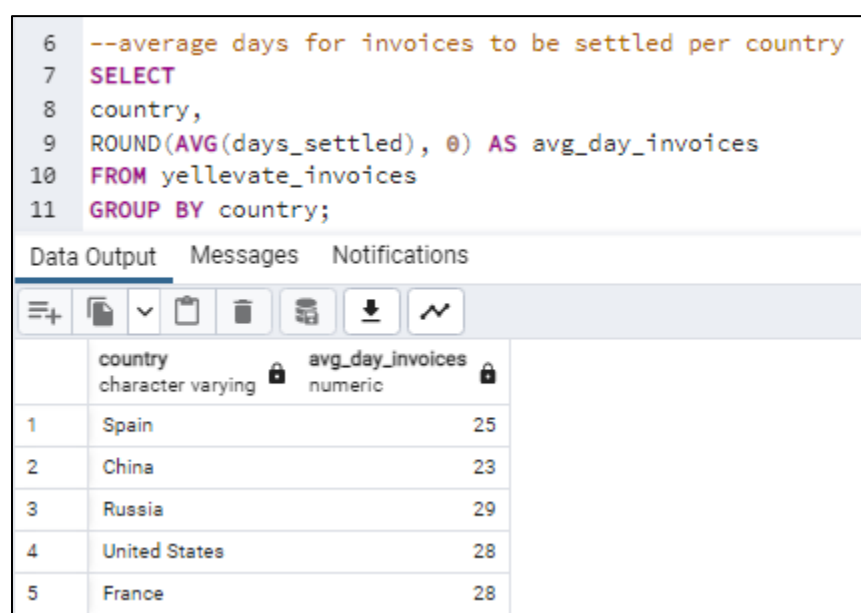 6 --average days for invoices to be settled per country
7 SELECT
8 country,
9 ROUND(AVG(days_settled), 0) AS avg_day_invoices
10 FROM yellevate_invoices
11 GROUP BY country;
Data Output Messages Notifications
country avg_day_invoices
character varying numeric
1 Spain 25
2 China 23
3 Russia 29
4 United States 28
5 France 28